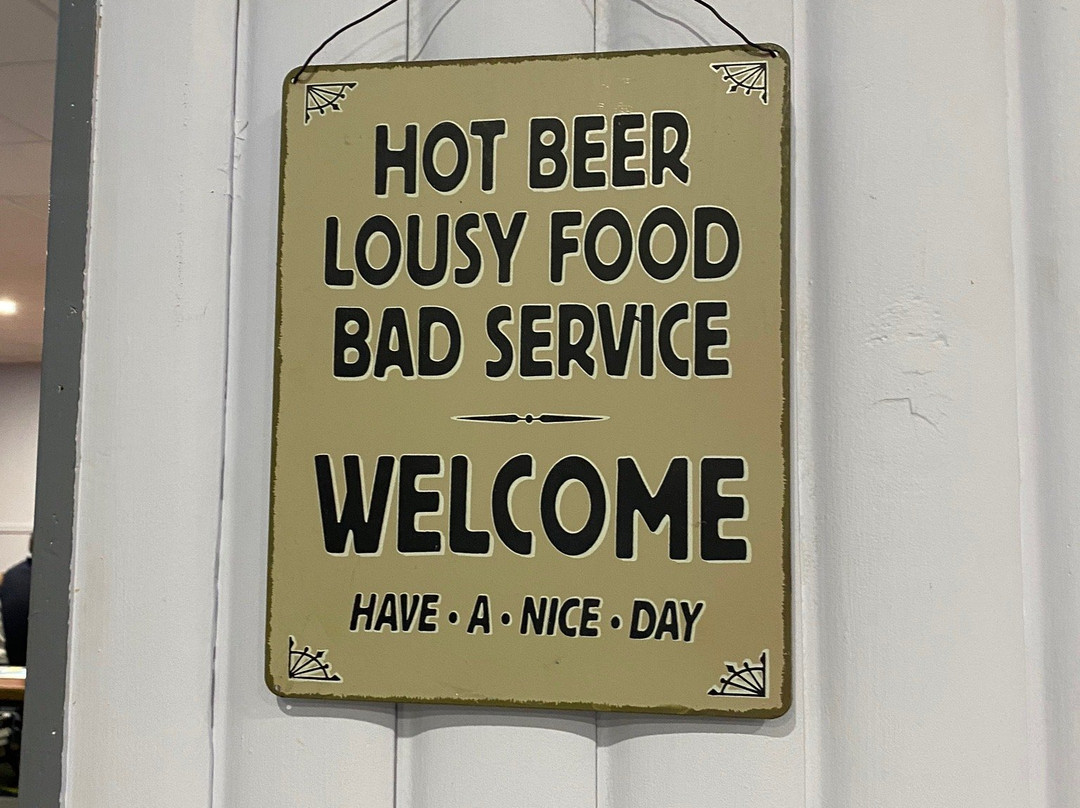 HOT BEER
LOUSY FOOD
BAD SERVICE
WELCOME
HAVE • A • NICE • DAY